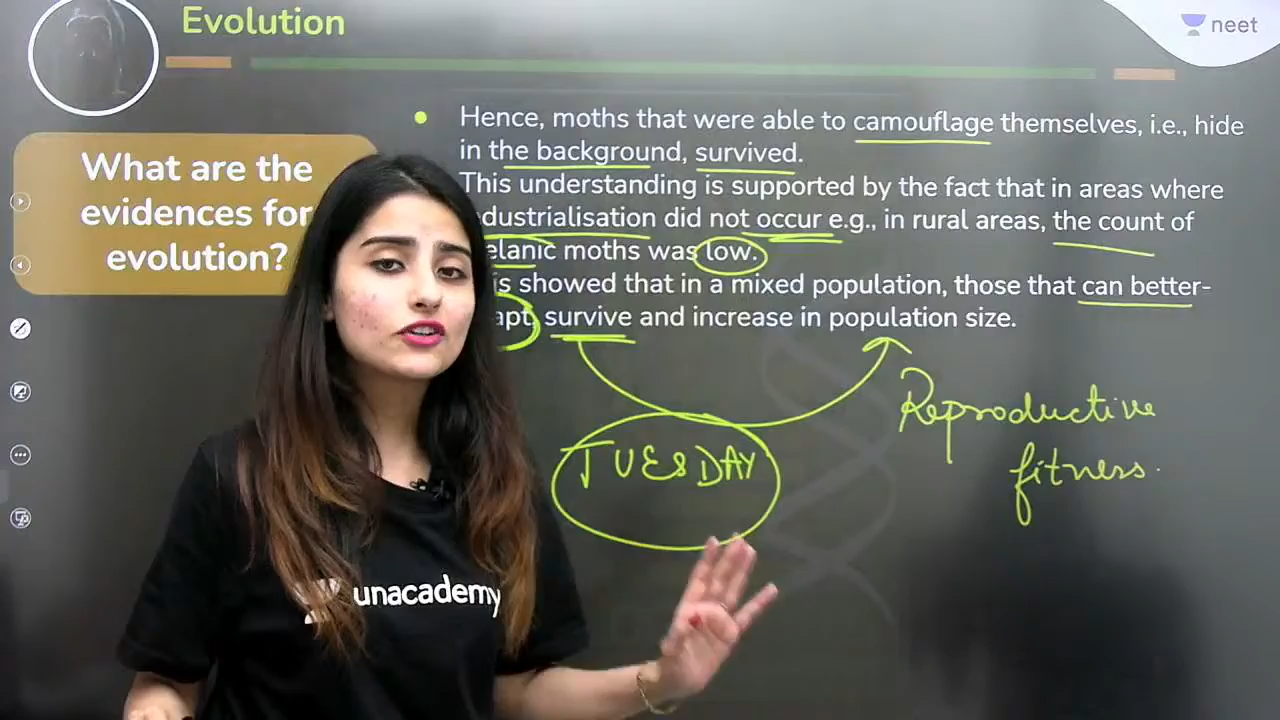 Evolution
neet
What are the
evidences for
evolution?
Hence, moths that were able to camouflage themselves, i.e., hide
in the background, survived.
This understanding is supported by the fact that in areas where
dustrialisation did not occur e.g., in rural areas, the count of
elanic moths was low.
is showed that in a mixed population, those that can better-
apt, survive and increase in population size.
Reproductive
fitness.
TUESDAY
unacademy